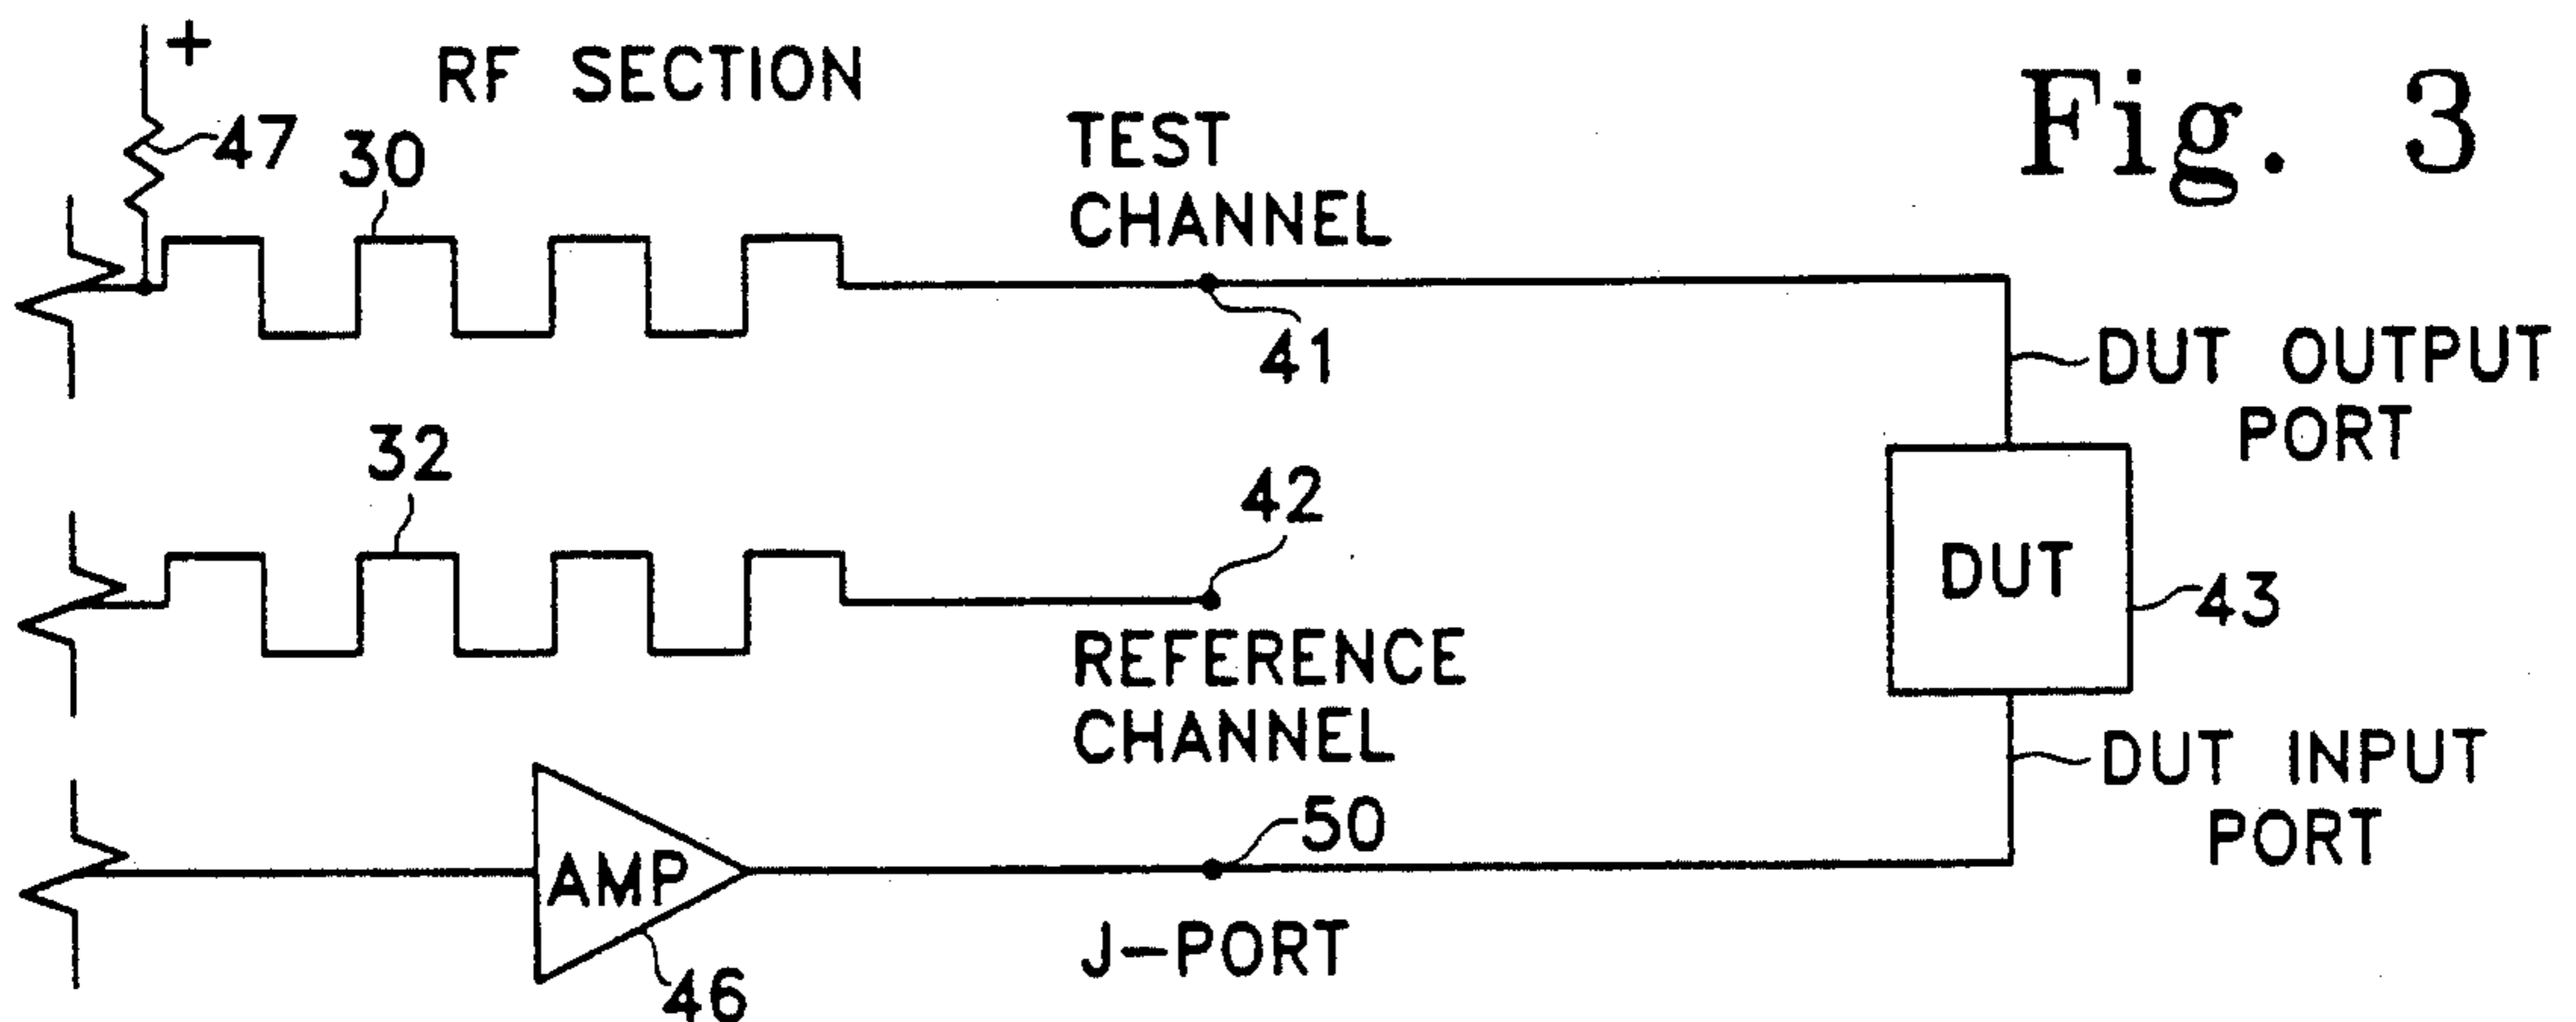 +
RF SECTION
Fig. 3
47
30
TEST
CHANNEL
41
DUT OUTPUT
PORT
32
42
DUT
43
REFERENCE
CHANNEL
DUT INPUT
PORT
50
AMP
J-PORT
46